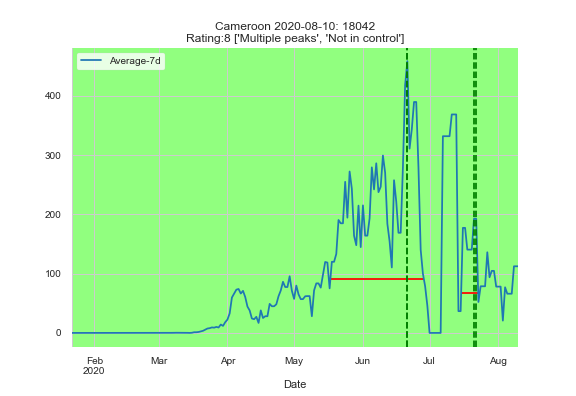 Cameroon 2020-08-10: 18042
Rating:8 ['Multiple peaks', 'Not in control']
Average-7d
400
300
200
100
0
Feb Mar Apr May Jun Jul Aug
2020
Date